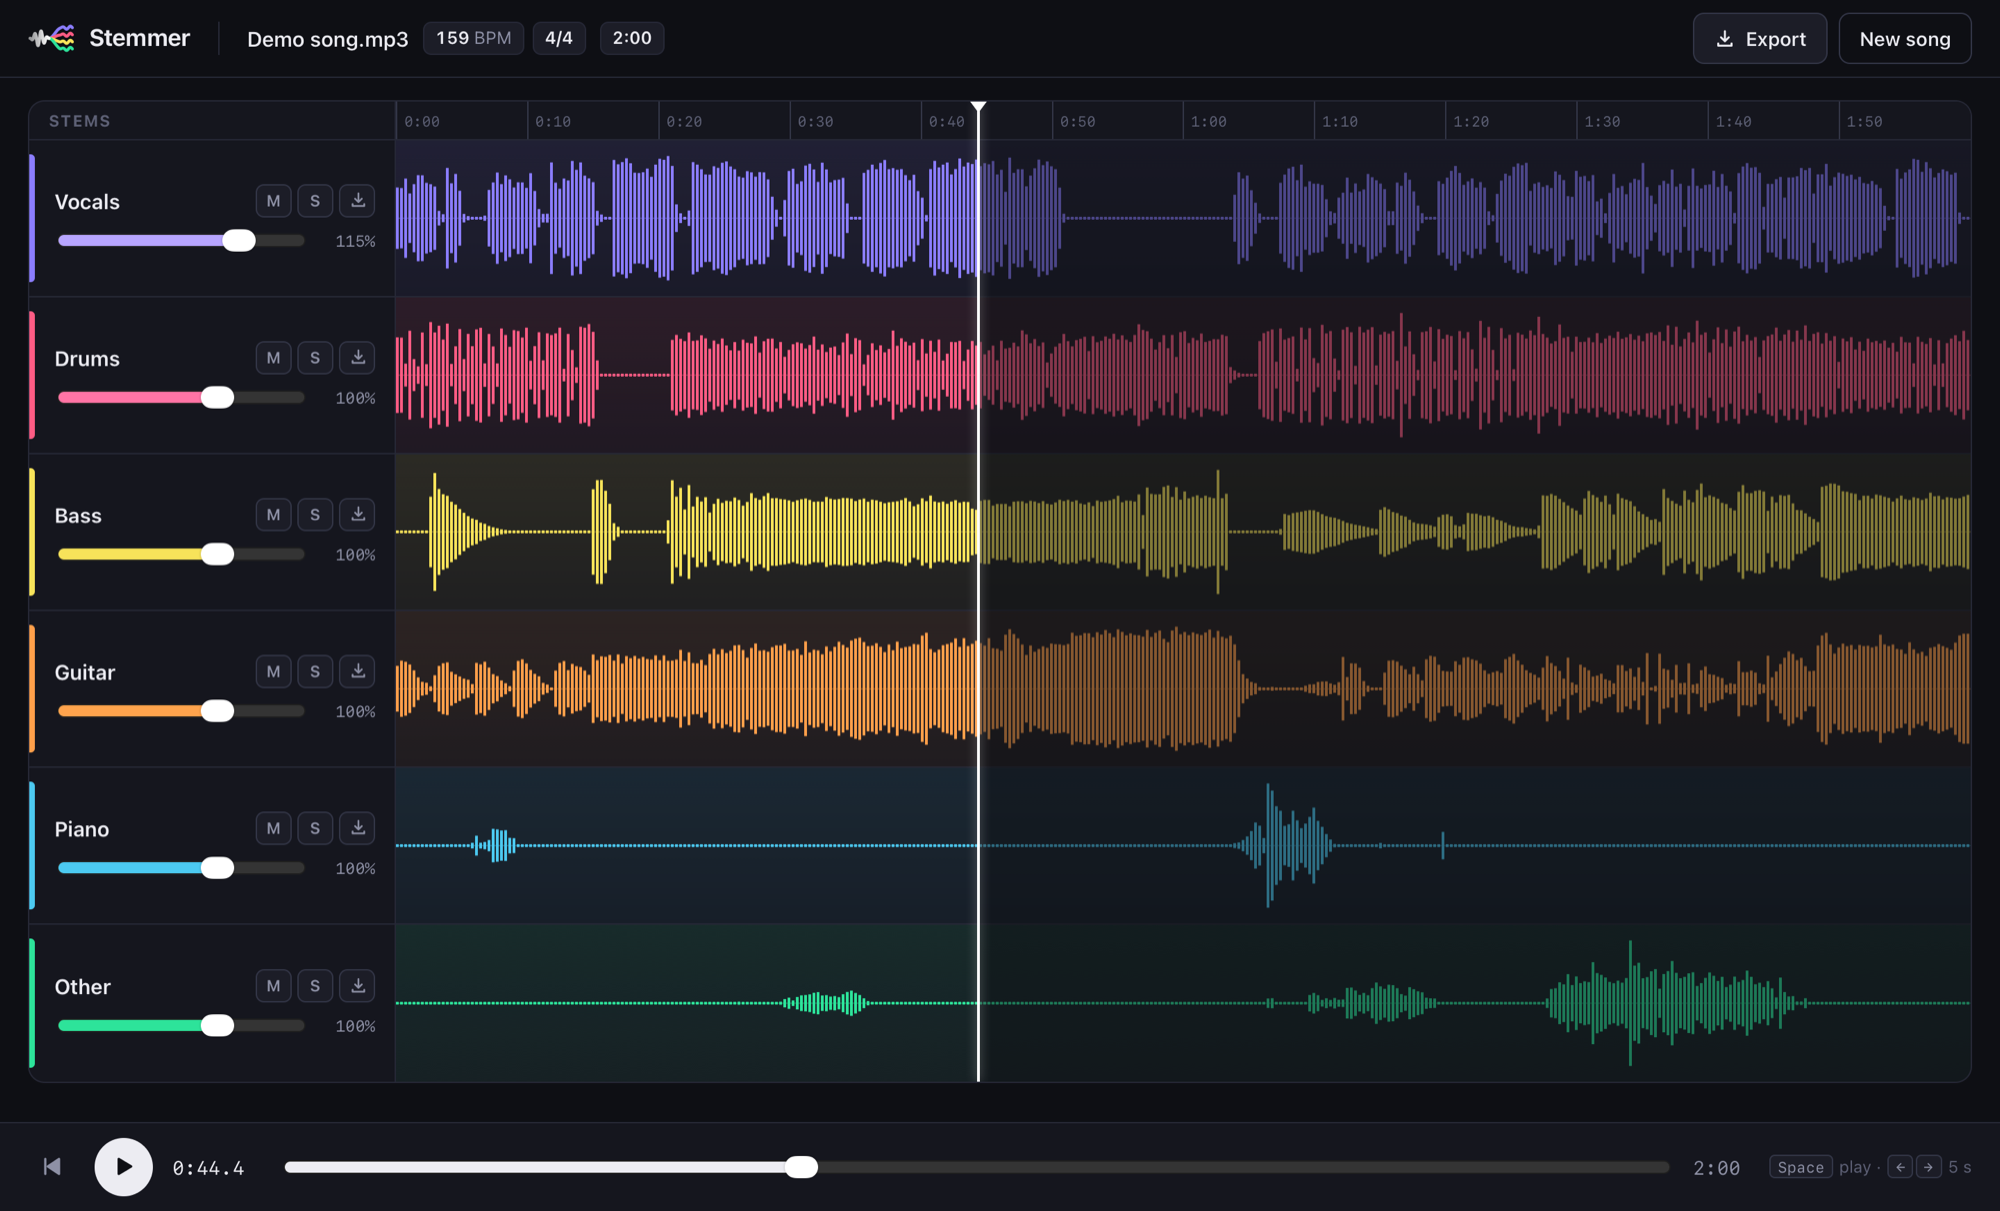 Stemmer Demo song.mp3 159 BPM 4/4 2:00 Export New song
STEMS 0:00 0:10 0:20 0:30 0:40 0:50 1:00 1:10 1:20 1:30 1:40 1:50
Vocals M S
115%
Drums M S
100%
Bass M S
100%
Guitar M S
100%
Piano M S
100%
Other M S
100%
0:44.4 2:00 Space play · ← → 5 s